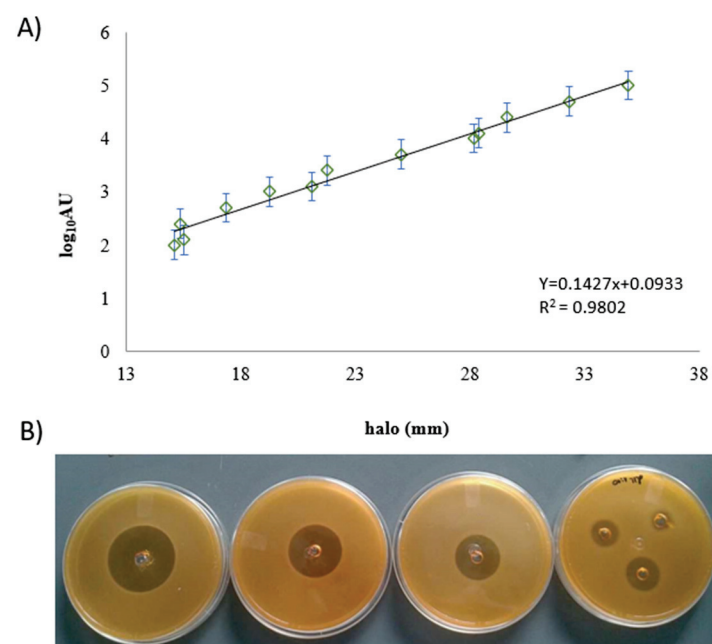 A)
6
5
4
3
2
1
0
log₁₀AU
Y=0.1427x+0.0933
R² = 0.9802
13 18 23 28 33 38
halo (mm)
B)